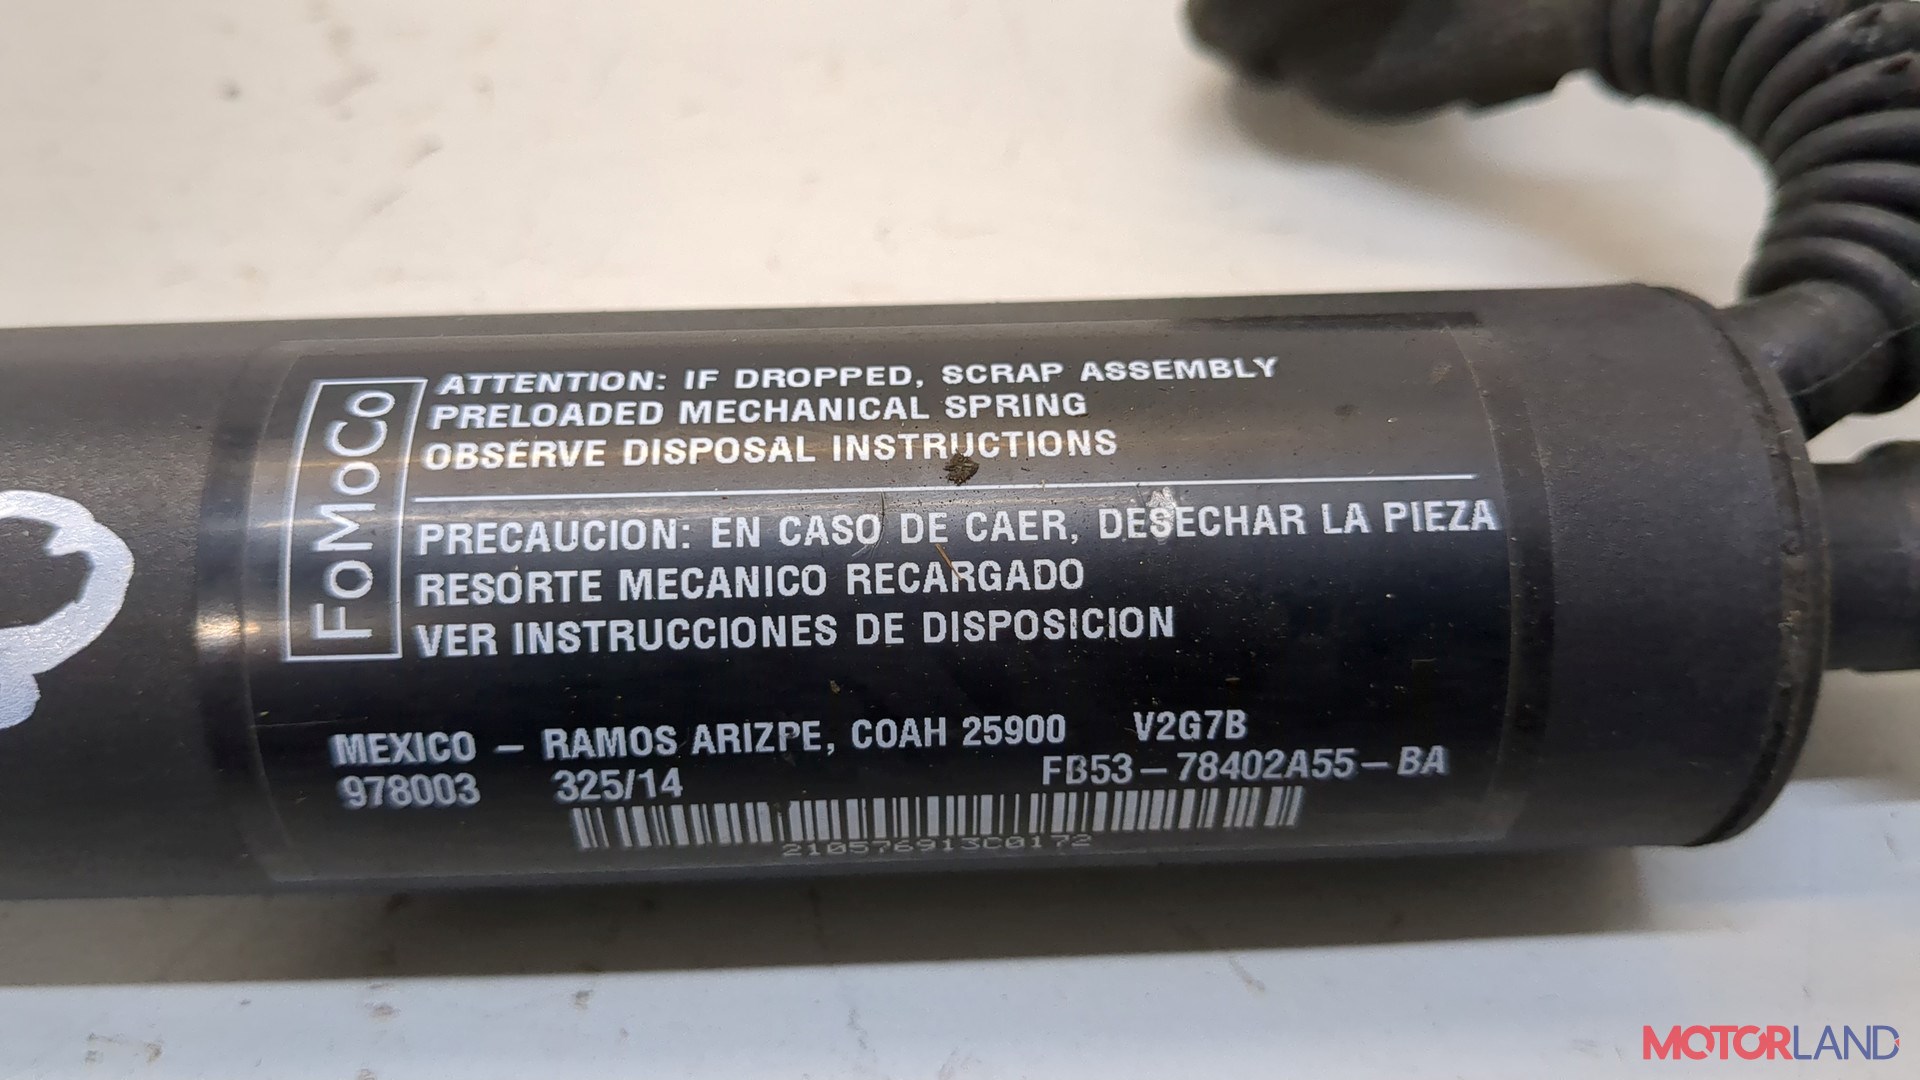 FoMoCo
ATTENTION: IF DROPPED, SCRAP ASSEMBLY
PRELOADED MECHANICAL SPRING
OBSERVE DISPOSAL INSTRUCTIONS
PRECAUCION: EN CASO DE CAER, DESECHAR LA PIEZA
RESORTE MECANICO RECARGADO
VER INSTRUCCIONES DE DISPOSICION
MEXICO – RAMOS ARIZPE, COAH 25900 V2G7B
978003 325/14 FB53-78402A55-BA
210576913C0172
MOTORLAND